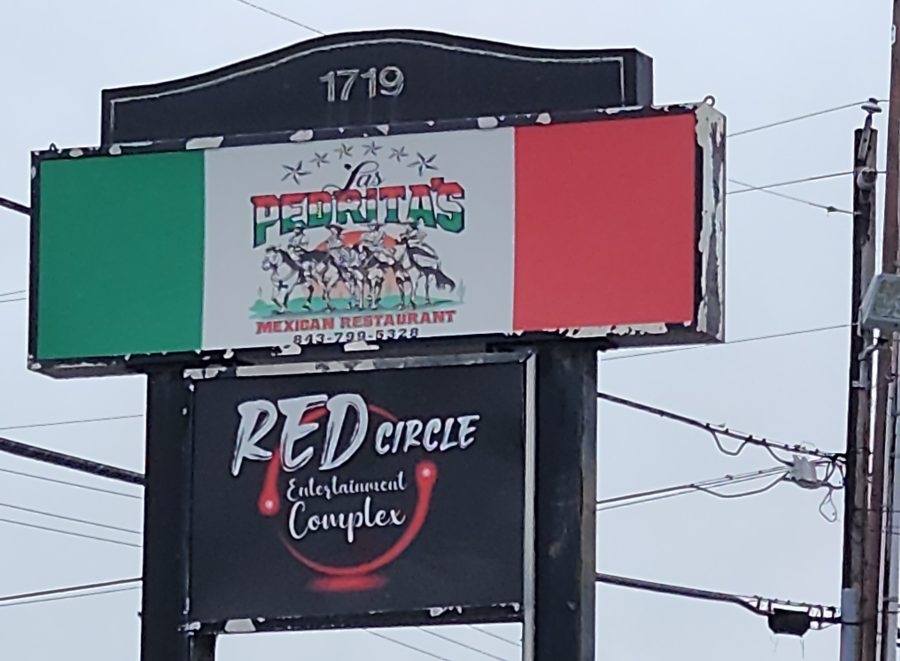 1719
Las
PEDRITA'S
MEXICAN RESTAURANT
843-799-5328
RED CIRCLE
Entertainment
Complex